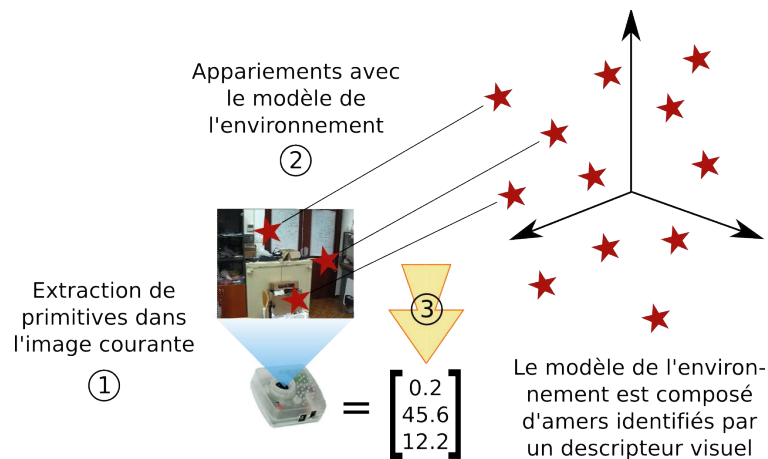 Appariements avec
le modèle de
l'environnement
2
Extraction de
primitives dans
l'image courante
1
3
=
0.2
45.6
12.2
Le modèle de l'environ-
nement est composé
d'amers identifiés par
un descripteur visuel